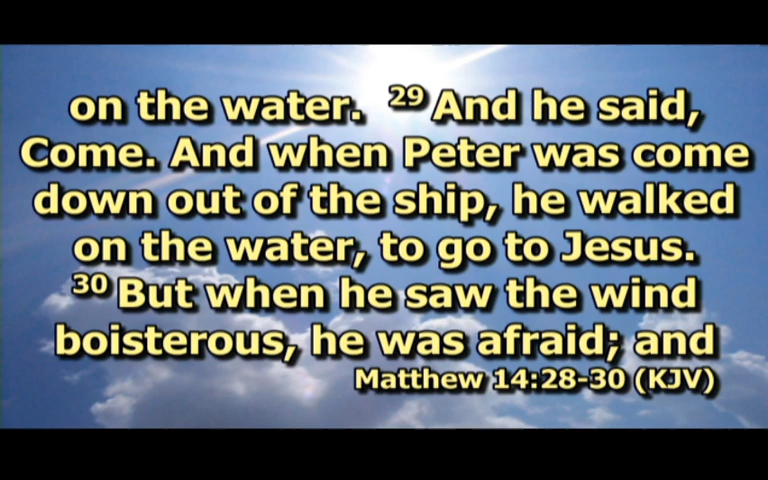 on the water. 29 And he said,
Come. And when Peter was come
down out of the ship, he walked
on the water, to go to Jesus.
30 But when he saw the wind
boisterous, he was afraid; and
Matthew 14:28-30 (KJV)